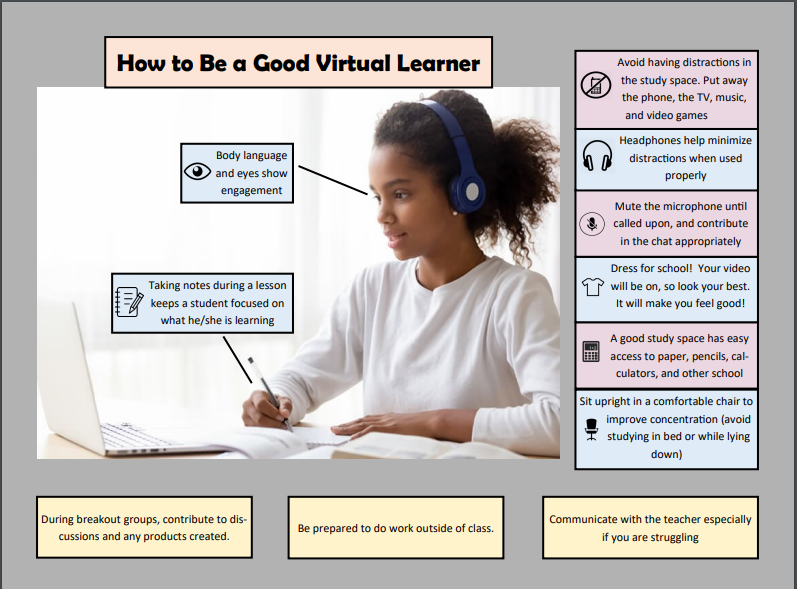 How to Be a Good Virtual Learner
Body language
and eyes show
engagement
Taking notes during a lesson
keeps a student focused on
what he/she is learning
Avoid having distractions in
the study space. Put away
the phone, the TV, music,
and video games
Headphones help minimize
distractions when used
properly
Mute the microphone until
called upon, and contribute
in the chat appropriately
Dress for school!  Your video
will be on, so look your best.
It will make you feel good!
A good study space has easy
access to paper, pencils, cal-
culators, and other school
Sit upright in a comfortable chair to
improve concentration (avoid
studying in bed or while lying
down)
During breakout groups, contribute to dis-
cussions and any products created.
Be prepared to do work outside of class.
Communicate with the teacher especially
if you are struggling